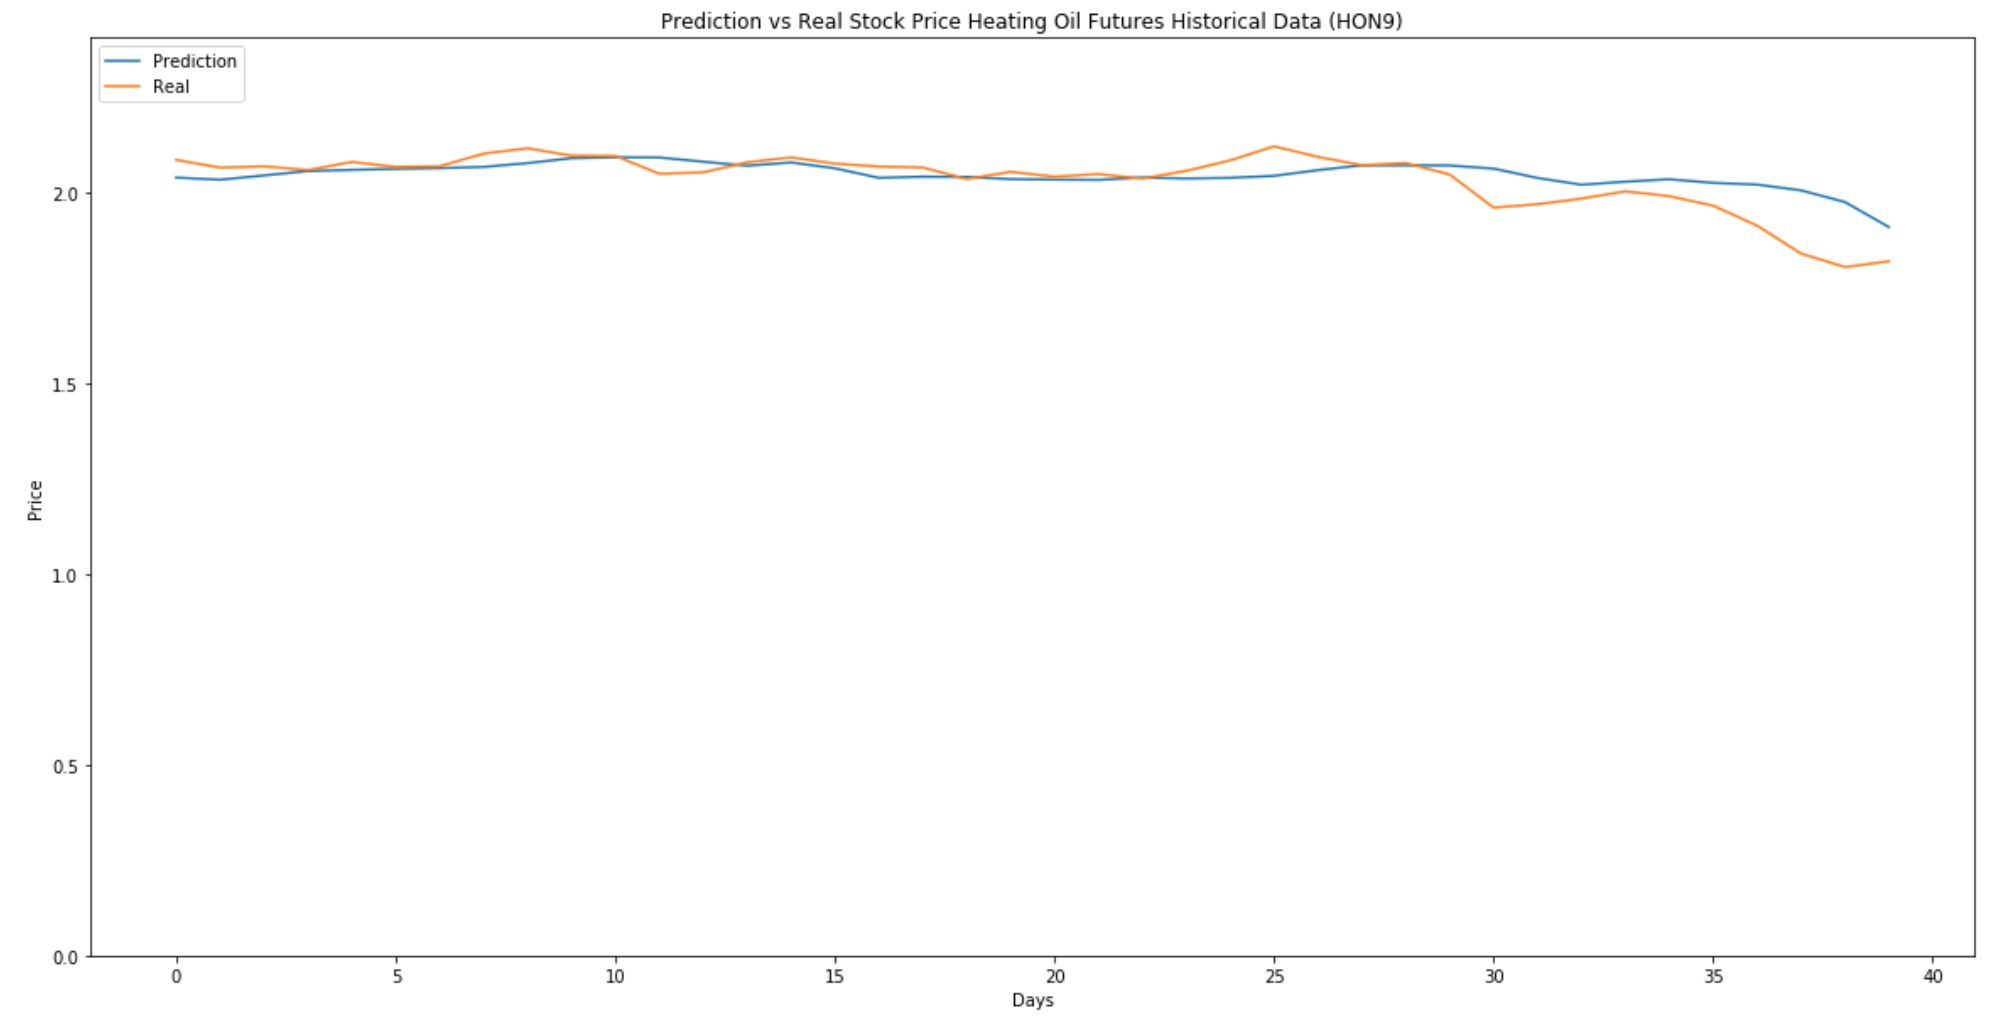 Prediction vs Real Stock Price Heating Oil Futures Historical Data (HON9)
Prediction
Real
2.0
1.5
1.0
0.5
0.0
Price
0 5 10 15 20 25 30 35 40
Days